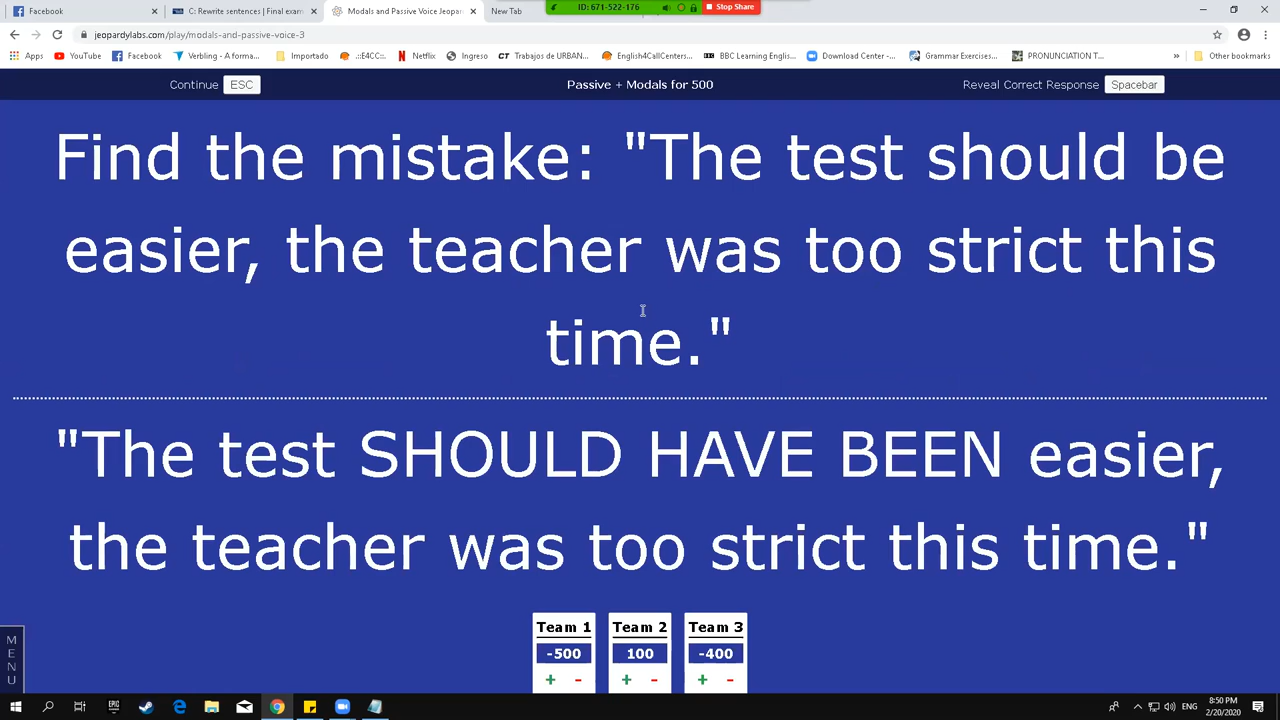 ID: 671-522-176 Stop Share
Facebook
C: Rewrite sentences | Final exam
Modals and Passive Voice Jeopar
New Tab
jeopardylabs.com/play/modals-and-passive-voice-3
Apps YouTube Facebook Verbling - A forma... Importado .::E4CC::. Netflix Ingreso Trabajos de URBAN... English4CallCenters... BBC Learning Englis... Download Center -... Grammar Exercises... PRONUNCIATION T... » Other bookmarks
Continue ESC Passive + Modals for 500 Reveal Correct Response Spacebar
Find the mistake: "The test should be
easier, the teacher was too strict this
time."
"The test SHOULD HAVE BEEN easier,
the teacher was too strict this time."
Team 1 Team 2 Team 3
-500 100 -400
+ - + - + -
MENU
ENG 8:50 PM
2/20/2020